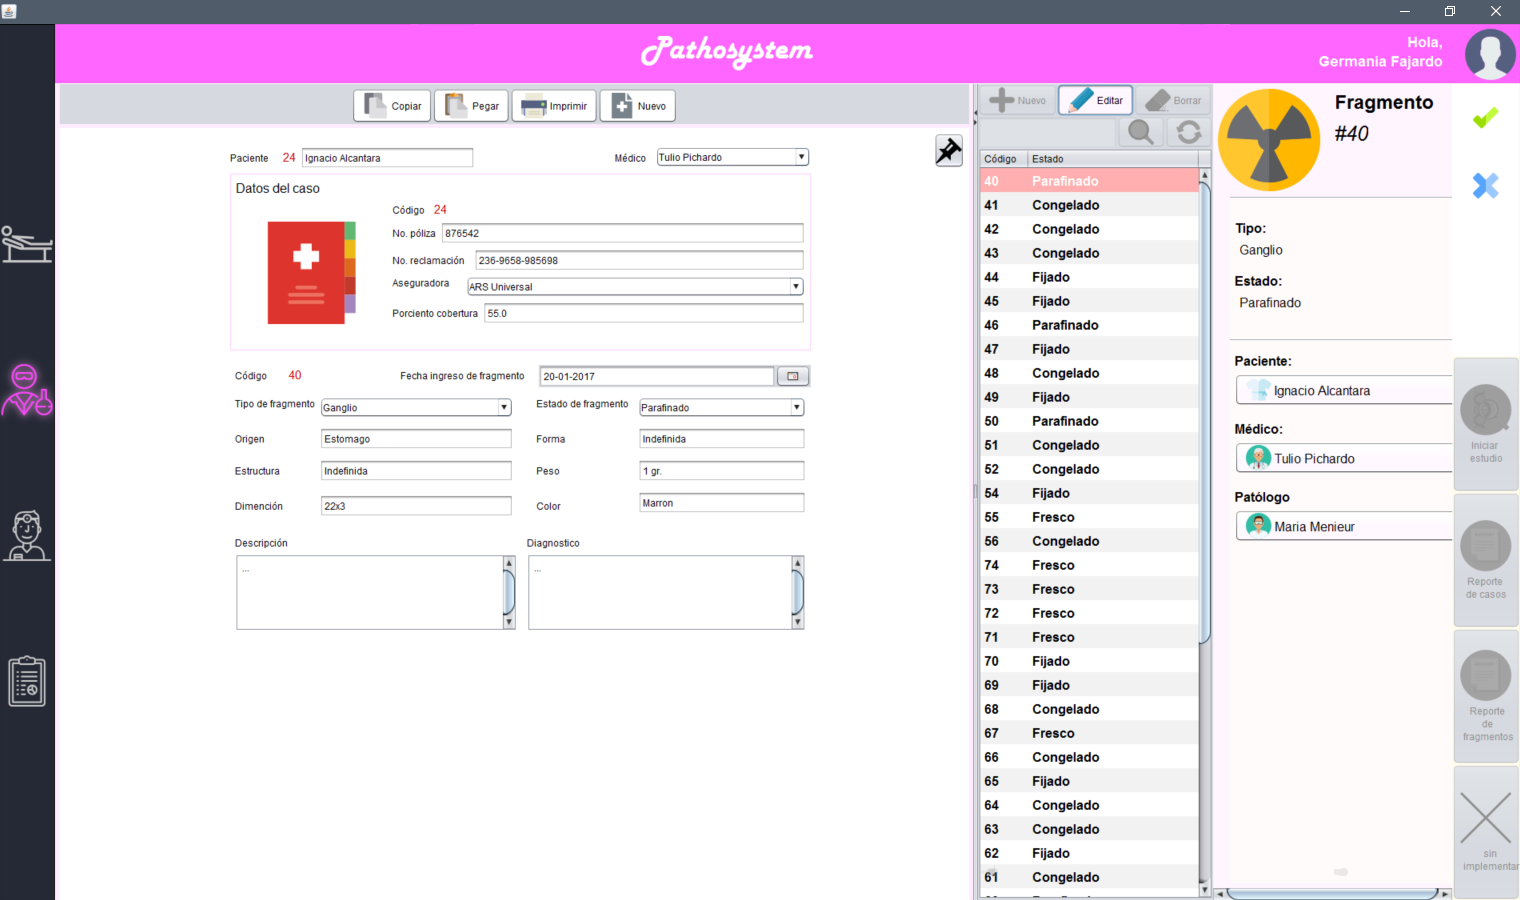 Pathosystem
Hola,
Germania Fajardo
Copiar
Pegar
Imprimir
Nuevo
Paciente 24 Ignacio Alcantara
Médico Tulio Pichardo
Datos del caso
Código 24
No. póliza 876542
No. reclamación 236-9658-985698
Aseguradora ARS Universal
Porciento cobertura 55.0
Código 40
Fecha ingreso de fragmento 20-01-2017
Tipo de fragmento Ganglio
Estado de fragmento Parafinado
Origen Estomago
Forma Indefinida
Estructura Indefinida
Peso 1 gr.
Dimención 22x3
Color Marron
Descripción
...
Diagnostico
...
Nuevo
Editar
Borrar
Código Estado
40 Parafinado
41 Congelado
42 Congelado
43 Congelado
44 Fijado
45 Fijado
46 Parafinado
47 Fijado
48 Congelado
49 Fijado
50 Parafinado
51 Congelado
52 Congelado
54 Fijado
55 Fresco
56 Congelado
74 Fresco
73 Fresco
72 Fresco
71 Fresco
70 Fijado
69 Fijado
68 Congelado
67 Fresco
66 Congelado
65 Fijado
64 Congelado
63 Congelado
62 Fijado
61 Congelado
Fragmento
#40
Tipo:
Ganglio
Estado:
Parafinado
Paciente:
Ignacio Alcantara
Médico:
Tulio Pichardo
Patólogo
Maria Menieur
Iniciar
estudio
Reporte
de casos
Reporte
de
fragmentos
sin
implementar